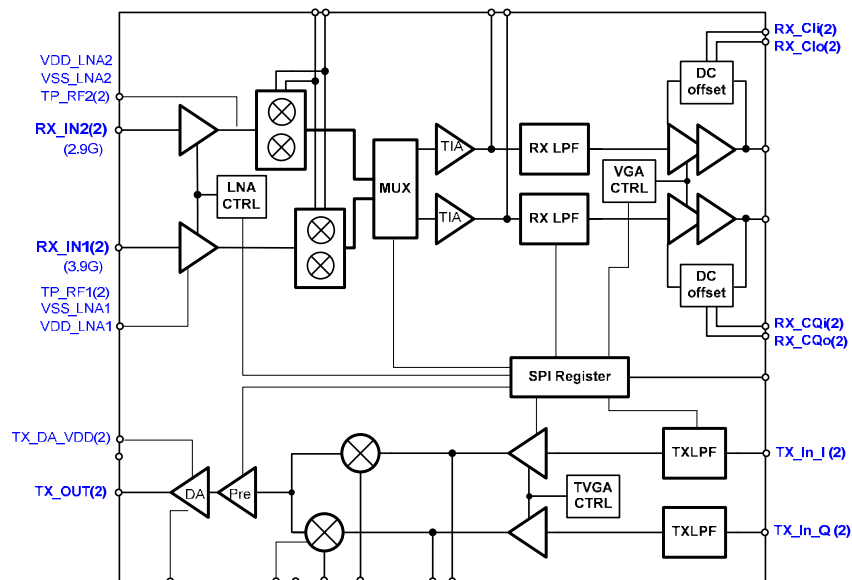 RX_CIi(2)
RX_CIo(2)
VDD_LNA2
VSS_LNA2
TP_RF2(2)
DC
offset
RX_IN2(2)
(2.9G)
TIA
RX LPF
MUX
VGA
CTRL
LNA
CTRL
TIA
RX LPF
RX_IN1(2)
(3.9G)
DC
offset
TP_RF1(2)
VSS_LNA1
VDD_LNA1
RX_CQi(2)
RX_CQo(2)
SPI Register
TX_DA_VDD(2)
TXLPF
TX_In_I (2)
TX_OUT(2)
DA
Pre
TVGA
CTRL
TXLPF
TX_In_Q (2)